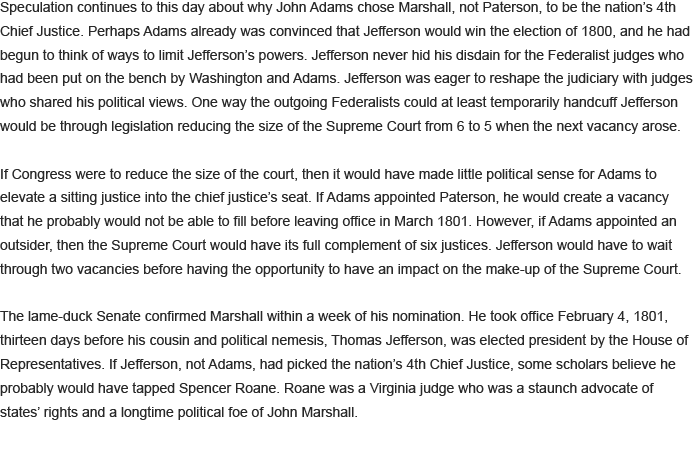 Speculation continues to this day about why John Adams chose Marshall, not Paterson, to be the nation’s 4th
Chief Justice. Perhaps Adams already was convinced that Jefferson would win the election of 1800, and he had
begun to think of ways to limit Jefferson’s powers. Jefferson never hid his disdain for the Federalist judges who
had been put on the bench by Washington and Adams. Jefferson was eager to reshape the judiciary with judges
who shared his political views. One way the outgoing Federalists could at least temporarily handcuff Jefferson
would be through legislation reducing the size of the Supreme Court from 6 to 5 when the next vacancy arose.
If Congress were to reduce the size of the court, then it would have made little political sense for Adams to
elevate a sitting justice into the chief justice’s seat. If Adams appointed Paterson, he would create a vacancy
that he probably would not be able to fill before leaving office in March 1801. However, if Adams appointed an
outsider, then the Supreme Court would have its full complement of six justices. Jefferson would have to wait
through two vacancies before having the opportunity to have an impact on the make-up of the Supreme Court.
The lame-duck Senate confirmed Marshall within a week of his nomination. He took office February 4, 1801,
thirteen days before his cousin and political nemesis, Thomas Jefferson, was elected president by the House of
Representatives. If Jefferson, not Adams, had picked the nation’s 4th Chief Justice, some scholars believe he
probably would have tapped Spencer Roane. Roane was a Virginia judge who was a staunch advocate of
states’ rights and a longtime political foe of John Marshall.